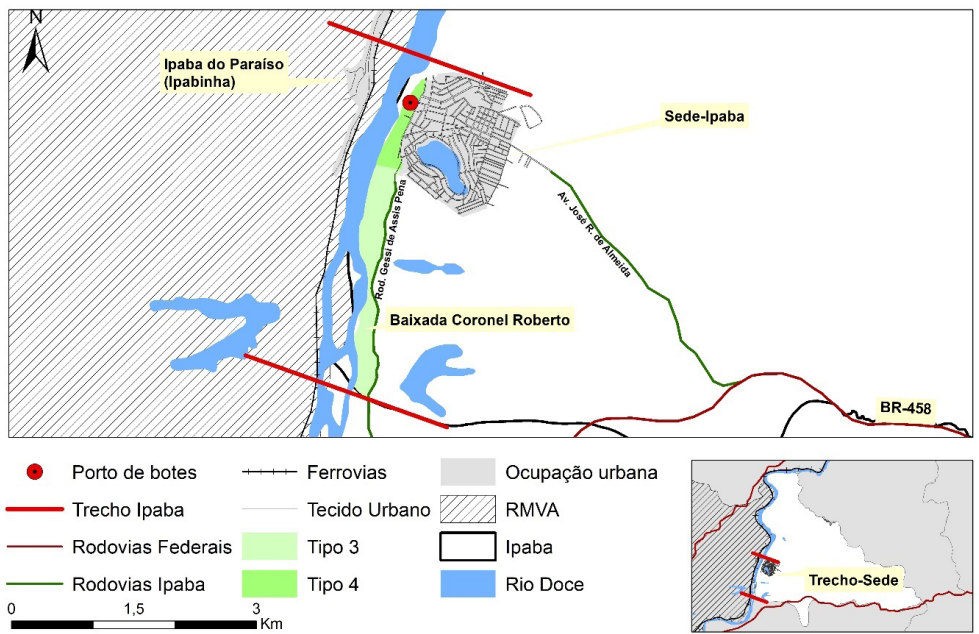 N
Ipaba do Paraíso
(Ipabinha)
Sede-Ipaba
Rod. Gessi de Assis Pena
Av. José R. de Almeida
Baixada Coronel Roberto
BR-458
Porto de botes
Trecho Ipaba
Rodovias Federais
Rodovias Ipaba
Ferrovias
Tecido Urbano
Tipo 3
Tipo 4
Ocupação urbana
RMVA
Ipaba
Rio Doce
0 1,5 3
Km
Trecho-Sede